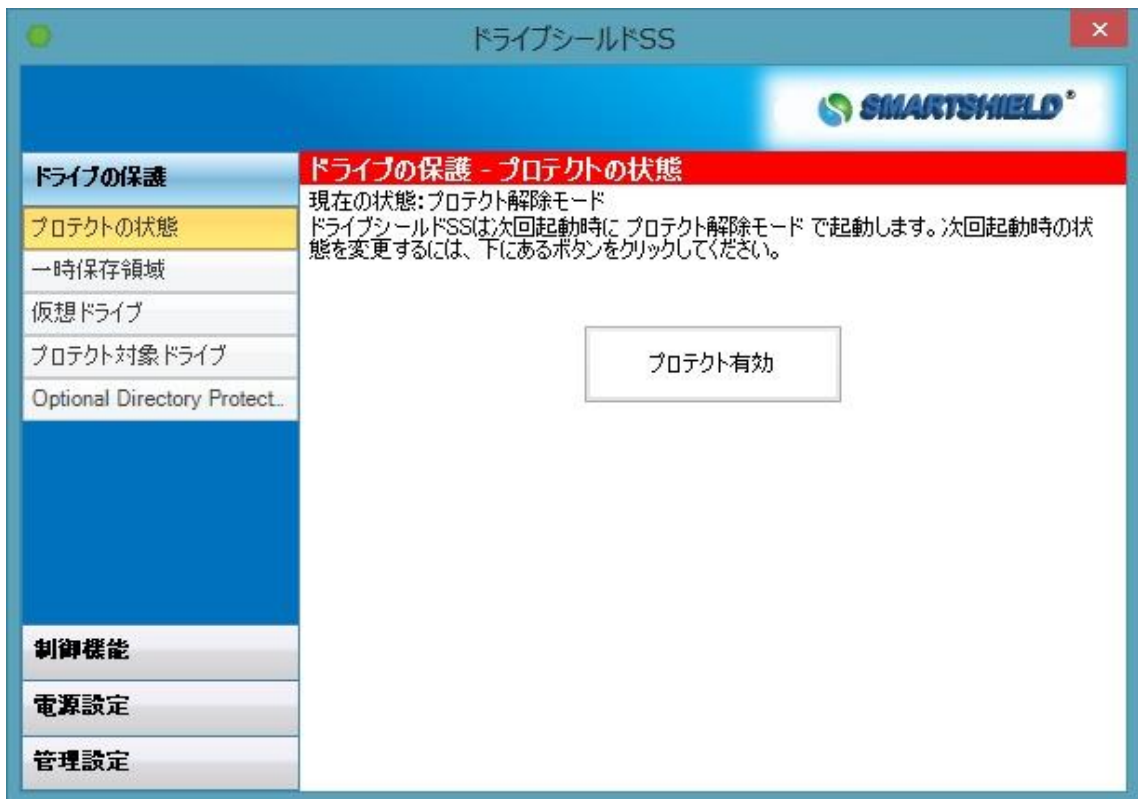 ドライブシールドSS
SMARTSHIELD®
ドライブの保護
プロテクトの状態
一時保存領域
仮想ドライブ
プロテクト対象ドライブ
Optional Directory Protect..
制御機能
電源設定
管理設定
ドライブの保護 - プロテクトの状態
現在の状態:プロテクト解除モード
ドライブシールドSSは次回起動時に プロテクト解除モード で起動します。次回起動時の状
態を変更するには、下にあるボタンをクリックしてください。
プロテクト有効